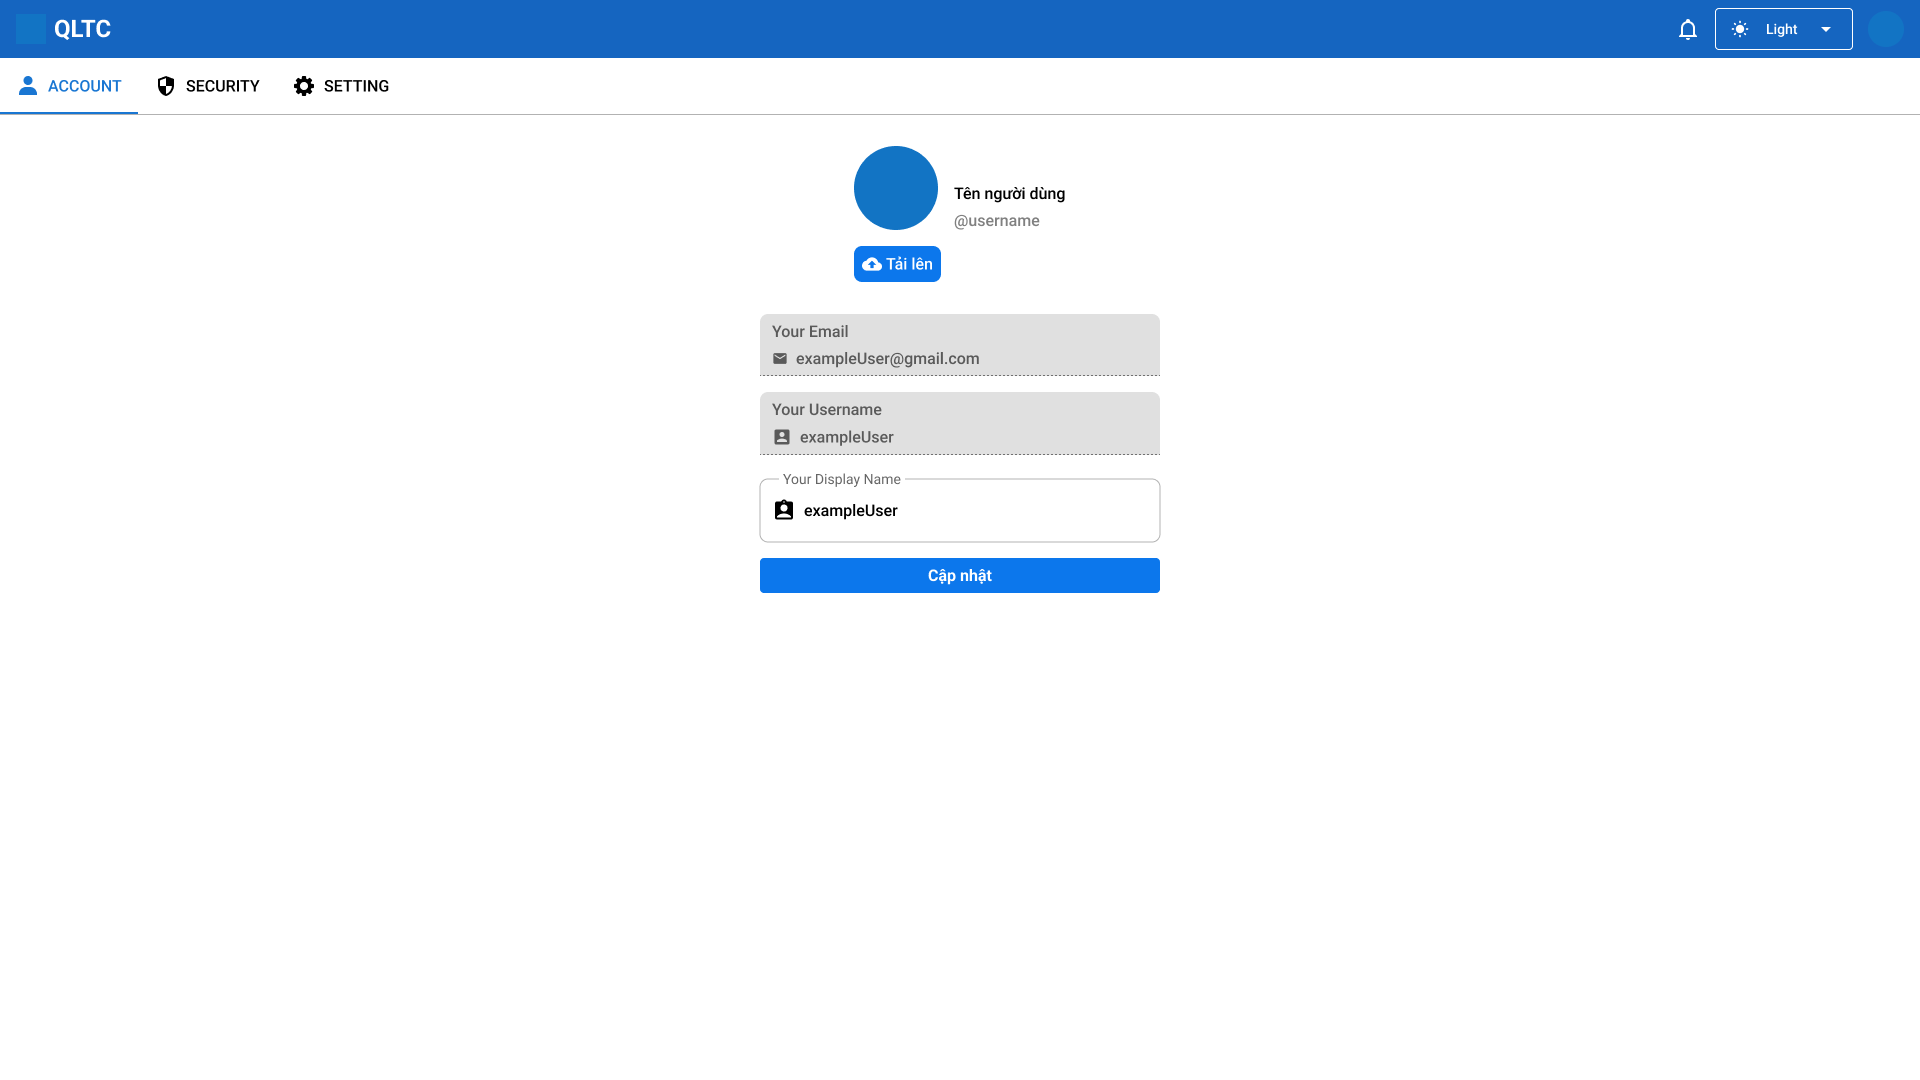 QLTC
Light
ACCOUNT
SECURITY
SETTING
Tên người dùng
@username
Tải lên
Your Email
exampleUser@gmail.com
Your Username
exampleUser
Your Display Name
exampleUser
Cập nhật